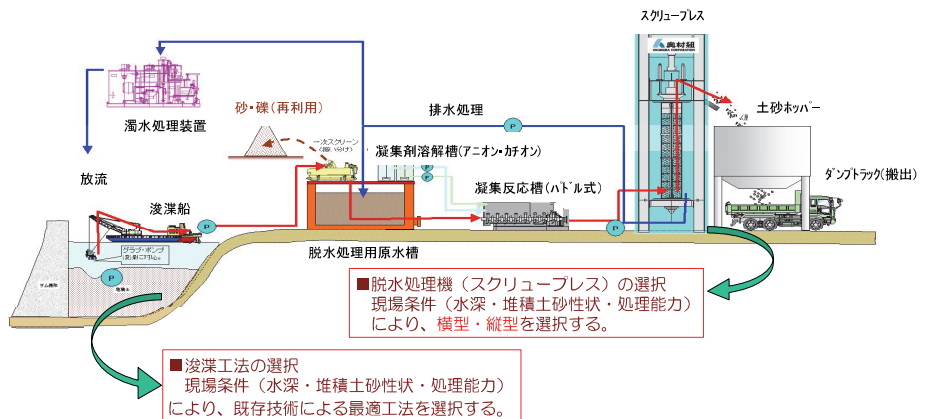 スクリュープレス
奥村組
OKUMURA CORPORATION
土砂ホッパー
砂・礫(再利用)
排水処理
P
濁水処理装置
一次スクリーン
凝集剤溶解槽(アニオン・カチオン)
P
P
放流
凝集反応槽(パドル式)
ダンプトラック(搬出)
浚渫船
P
P
グラブ・ポンプ
脱水処理用原水槽
P
堆積土
■脱水処理機（スクリュープレス）の選択
現場条件（水深・堆積土砂性状・処理能力）
により、横型・縦型を選択する。
■浚渫工法の選択
現場条件（水深・堆積土砂性状・処理能力）
により、既存技術による最適工法を選択する。